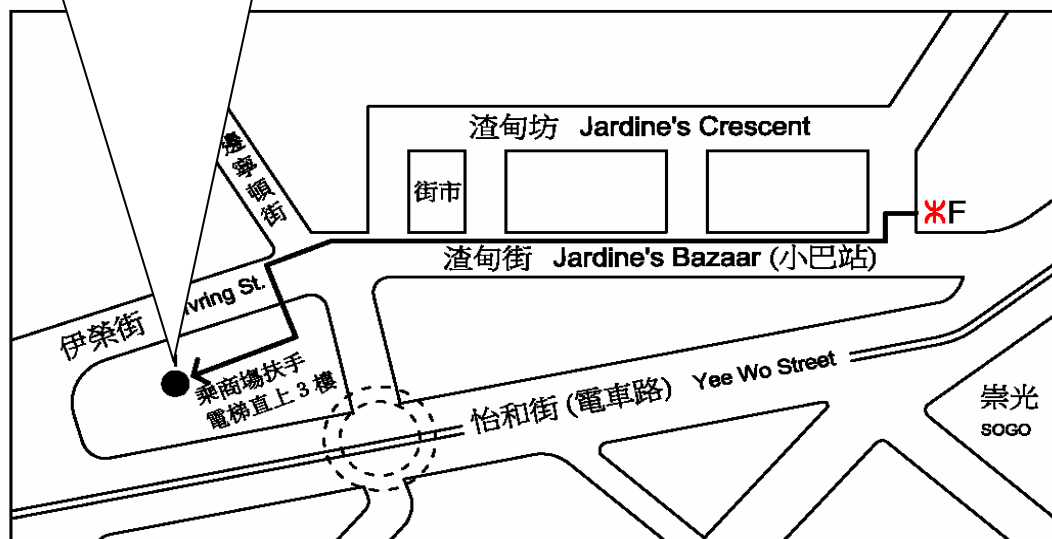 渣甸坊 Jardine's Crescent
邊寧頓街
街市
F
渣甸街 Jardine's Bazaar (小巴站)
伊榮街
vring St.
乘商場扶手
電梯直上 3 樓
怡和街 (電車路) Yee Wo Street
崇光
SOGO